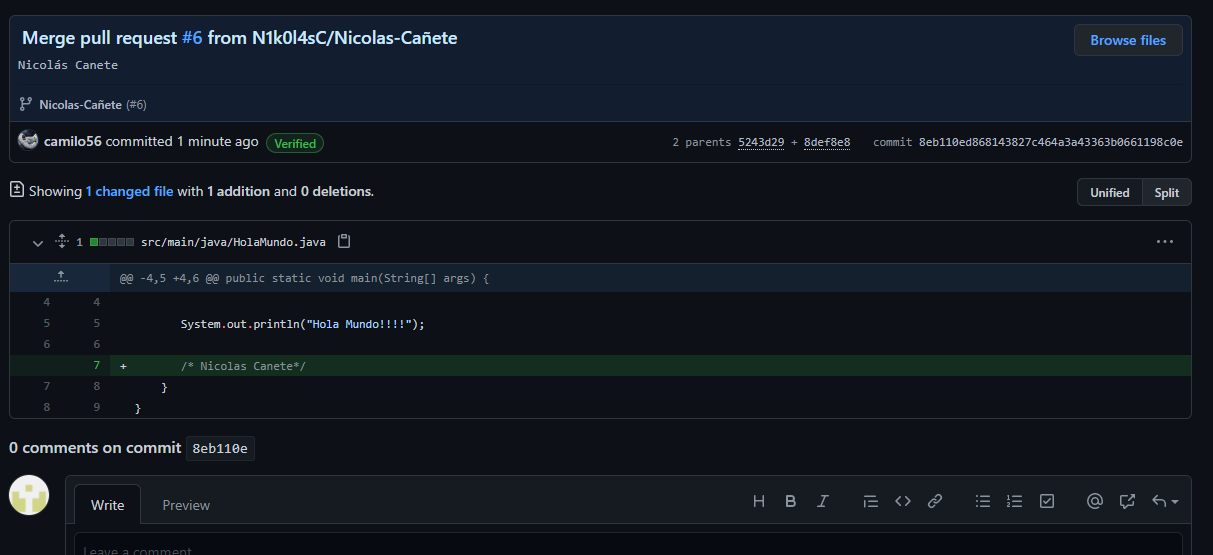 Merge pull request #6 from N1k0l4sC/Nicolas-Cañete
Browse files
Nicolás Canete
Nicolas-Cañete (#6)
camilo56 committed 1 minute ago Verified
2 parents 5243d29 + 8def8e8 commit 8eb110ed868143827c464a3a43363b0661198c0e
Showing 1 changed file with 1 addition and 0 deletions.
Unified Split
1 src/main/java/HolaMundo.java
@@ -4,5 +4,6 @@ public static void main(String[] args) {
4 4
5 5 System.out.println("Hola Mundo!!!!");
6 6
7 + /* Nicolas Canete*/
7 8 }
8 9 }
0 comments on commit 8eb110e
Write Preview
Leave a comment